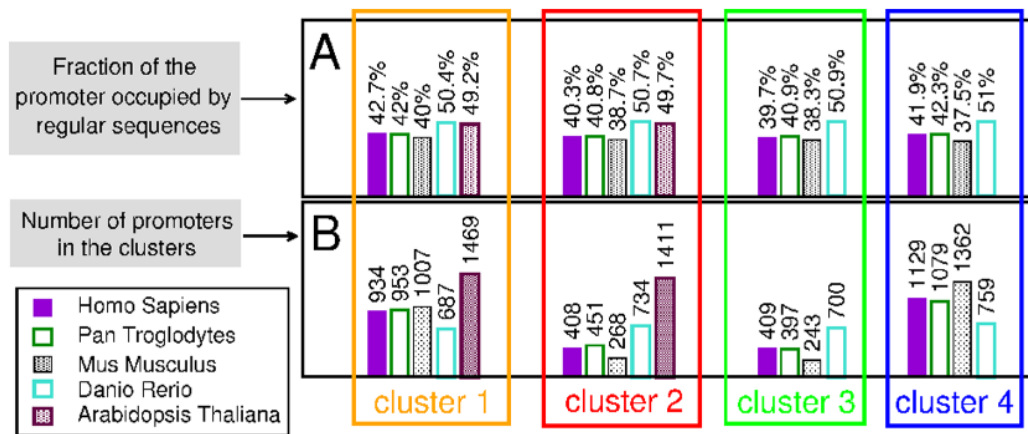 Fraction of the
promoter occupied by
regular sequences
A
42.7%
42%
40%
50.4%
49.2%
40.3%
40.8%
38.7%
50.7%
49.7%
39.7%
40.9%
38.3%
50.9%
41.9%
42.3%
37.5%
51%
Number of promoters
in the clusters
B
934
953
1007
687
1469
408
451
268
734
1411
409
397
243
700
1129
1079
1362
759
Homo Sapiens
Pan Troglodytes
Mus Musculus
Danio Rerio
Arabidopsis Thaliana
cluster 1
cluster 2
cluster 3
cluster 4